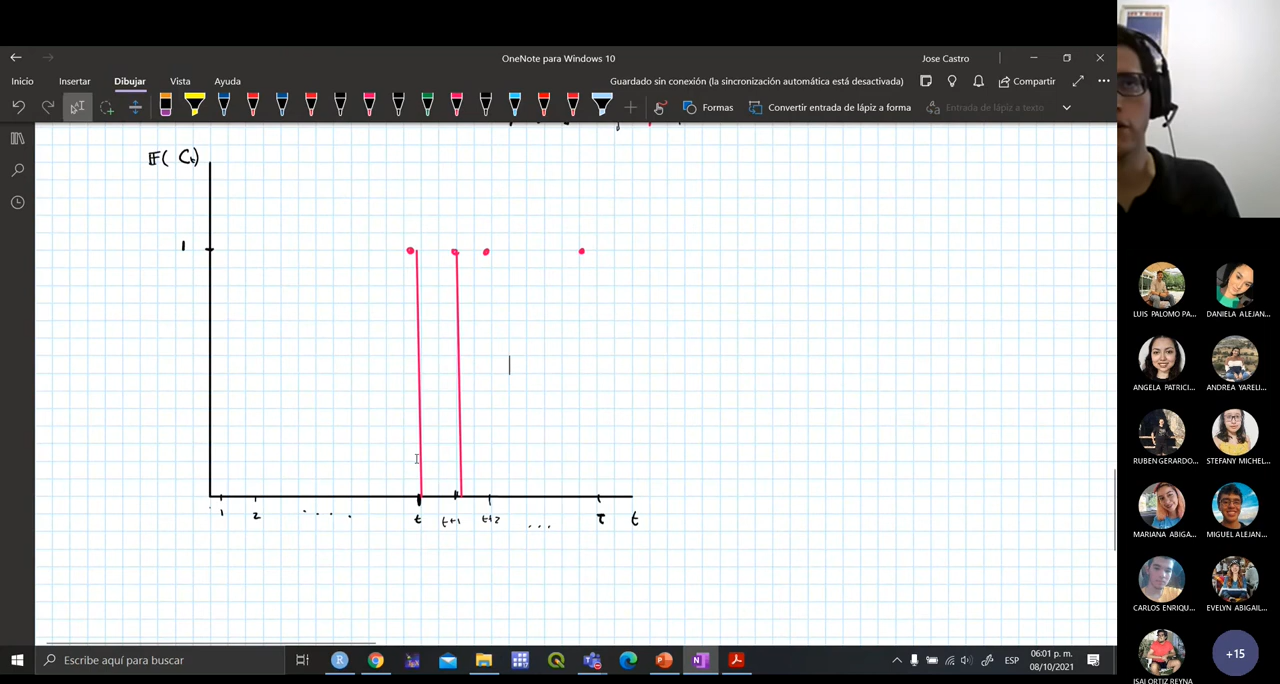 OneNote para Windows 10
Jose Castro
Inicio Insertar Dibujar Vista Ayuda
Guardado sin conexión (la sincronización automática está desactivada)
Compartir
Formas
Convertir entrada de lápiz a forma
Entrada de lápiz a texto
𝔽( Ct)
1
1 2 .... t t+1 t+2 ... τ t
LUIS PALOMO PA...
DANIELA ALEJAN...
ANGELA PATRICI...
ANDREA YARELI...
RUBEN GERARDO...
STEFANY MICHEL...
MARIANA ABIGA...
MIGUEL ALEJAN...
CARLOS ENRIQU...
EVELYN ABIGAIL...
ISAI ORTIZ REYNA
+15
Escribe aquí para buscar
ESP
06:01 p. m.
08/10/2021